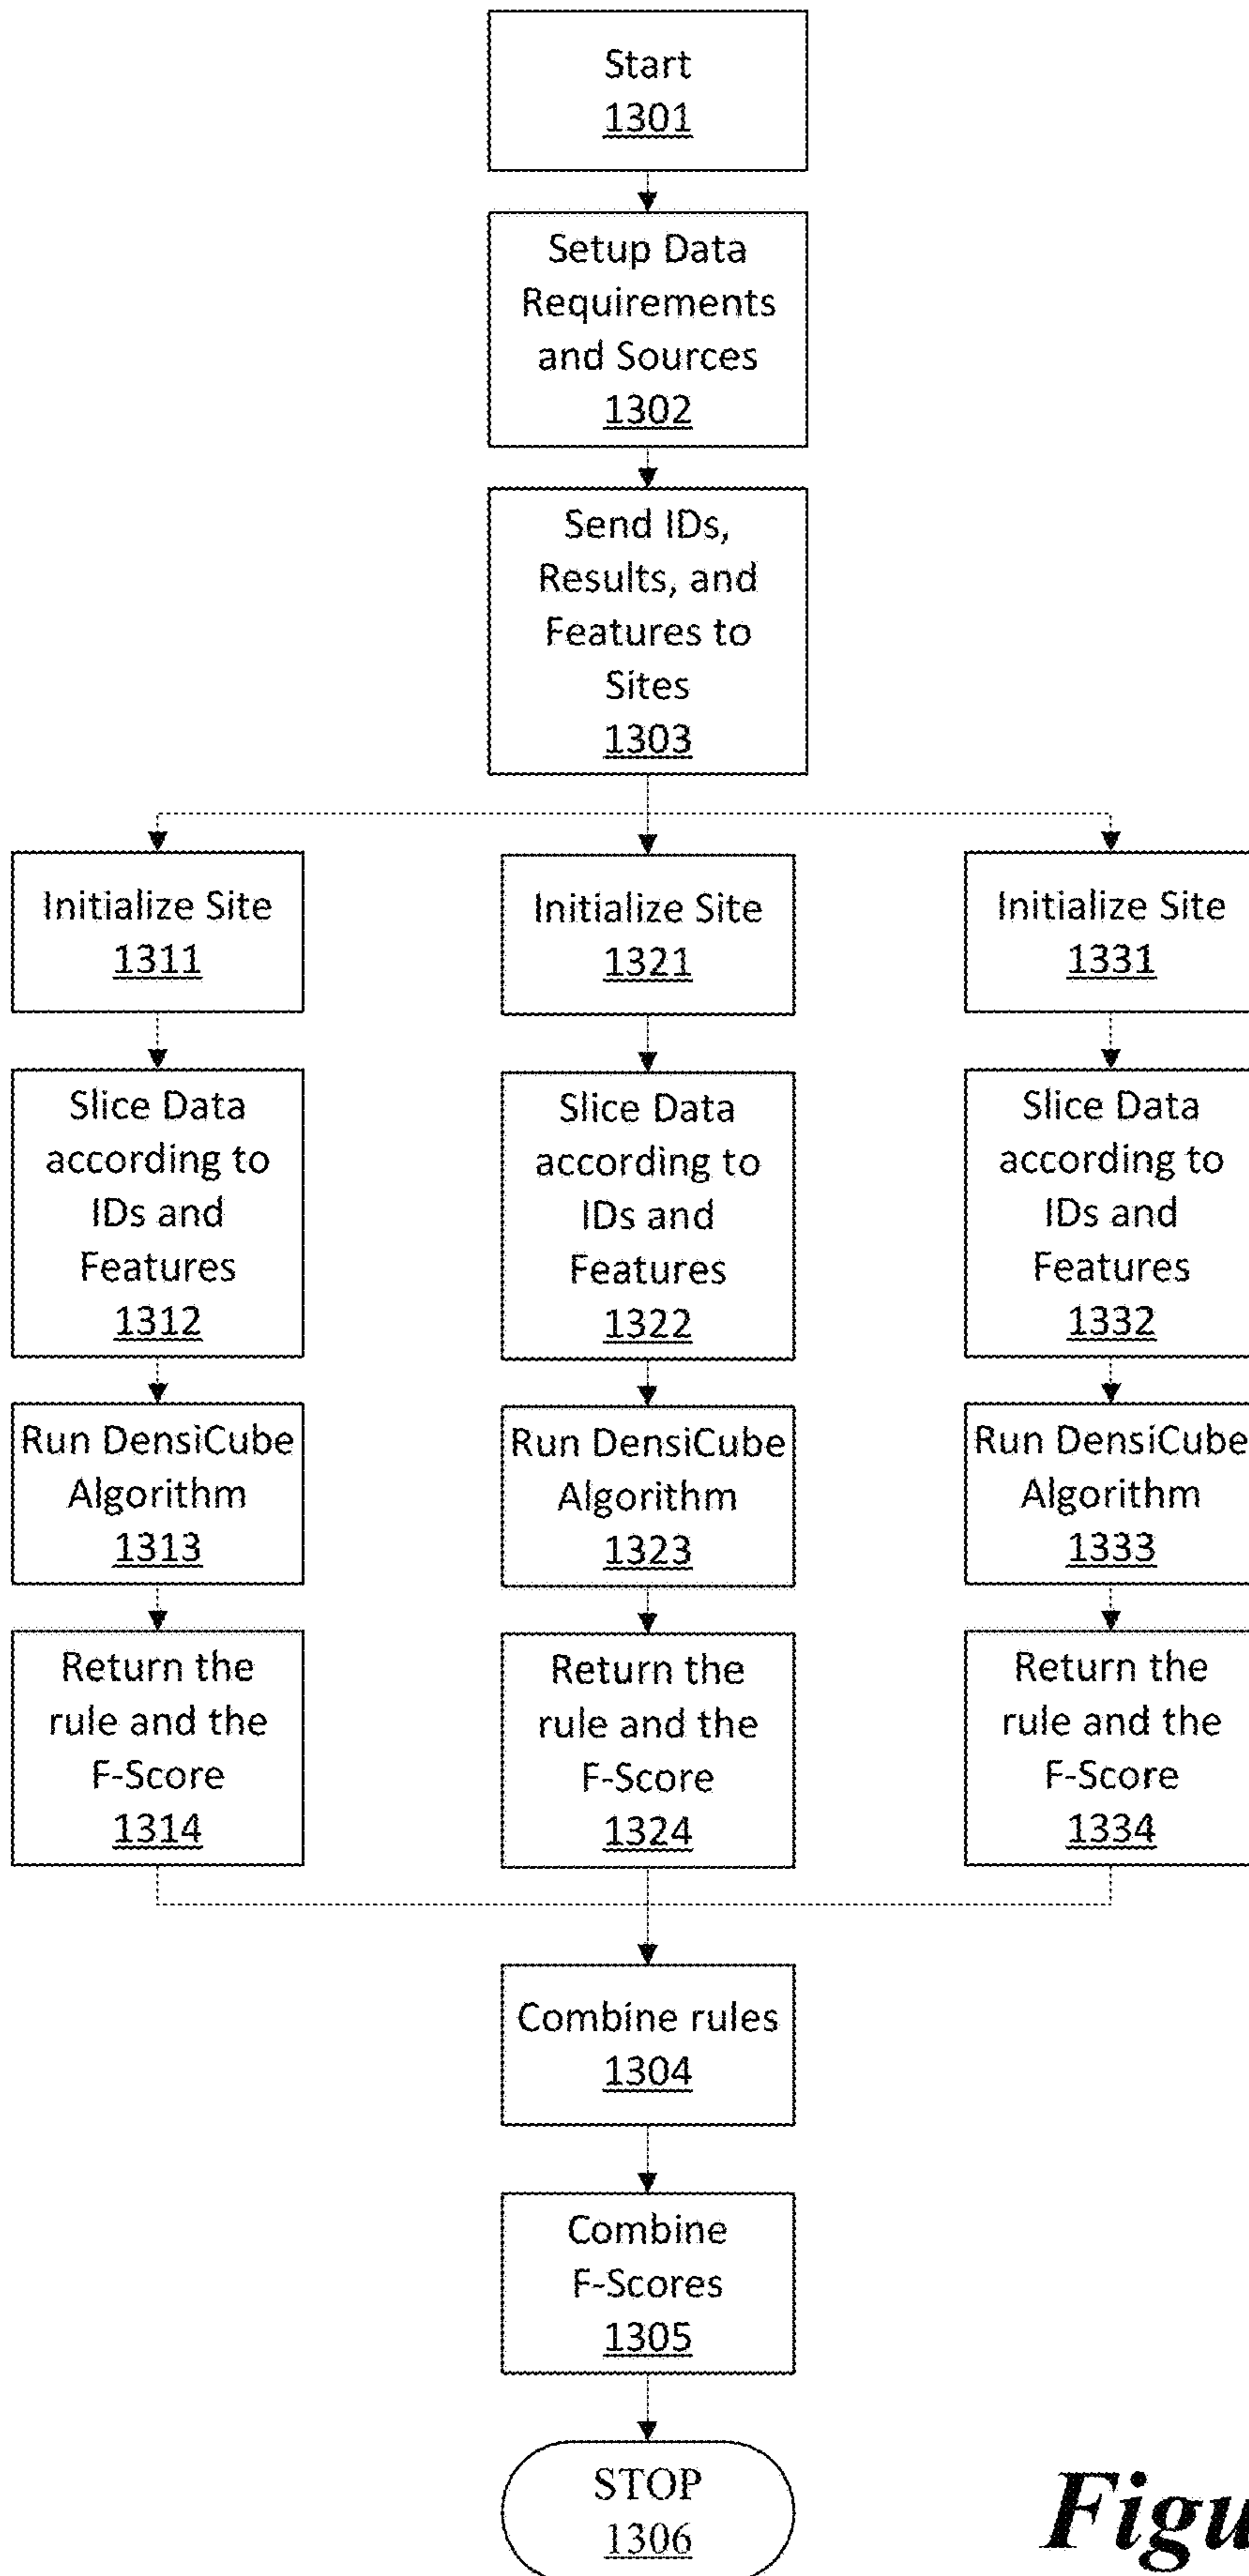 Start
1301
Setup Data
Requirements
and Sources
1302
Send IDs,
Results, and
Features to
Sites
1303
Initialize Site
1311
Slice Data
according to
IDs and
Features
1312
Run DensiCube
Algorithm
1313
Return the
rule and the
F-Score
1314
Initialize Site
1321
Slice Data
according to
IDs and
Features
1322
Run DensiCube
Algorithm
1323
Return the
rule and the
F-Score
1324
Initialize Site
1331
Slice Data
according to
IDs and
Features
1332
Run DensiCube
Algorithm
1333
Return the
rule and the
F-Score
1334
Combine rules
1304
Combine
F-Scores
1305
STOP
1306